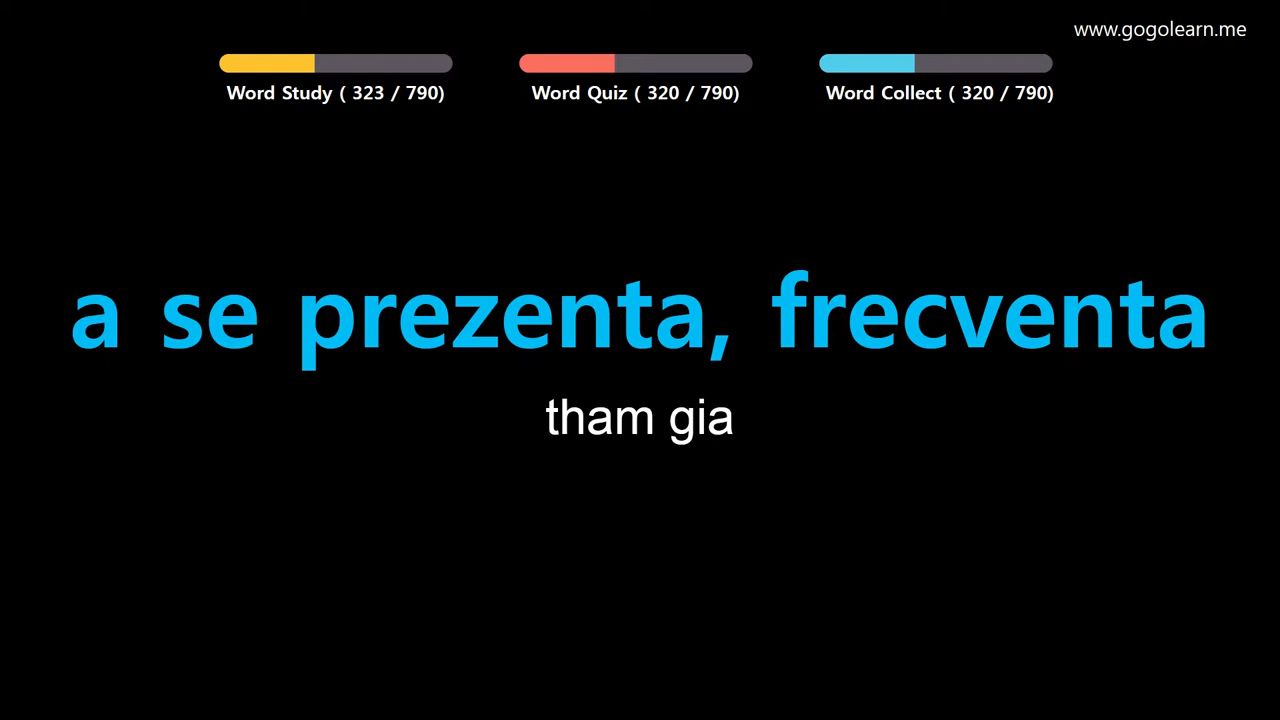 www.gogolearn.me
Word Study ( 323 / 790)
Word Quiz ( 320 / 790)
Word Collect ( 320 / 790)
a se prezenta, frecventa
tham gia